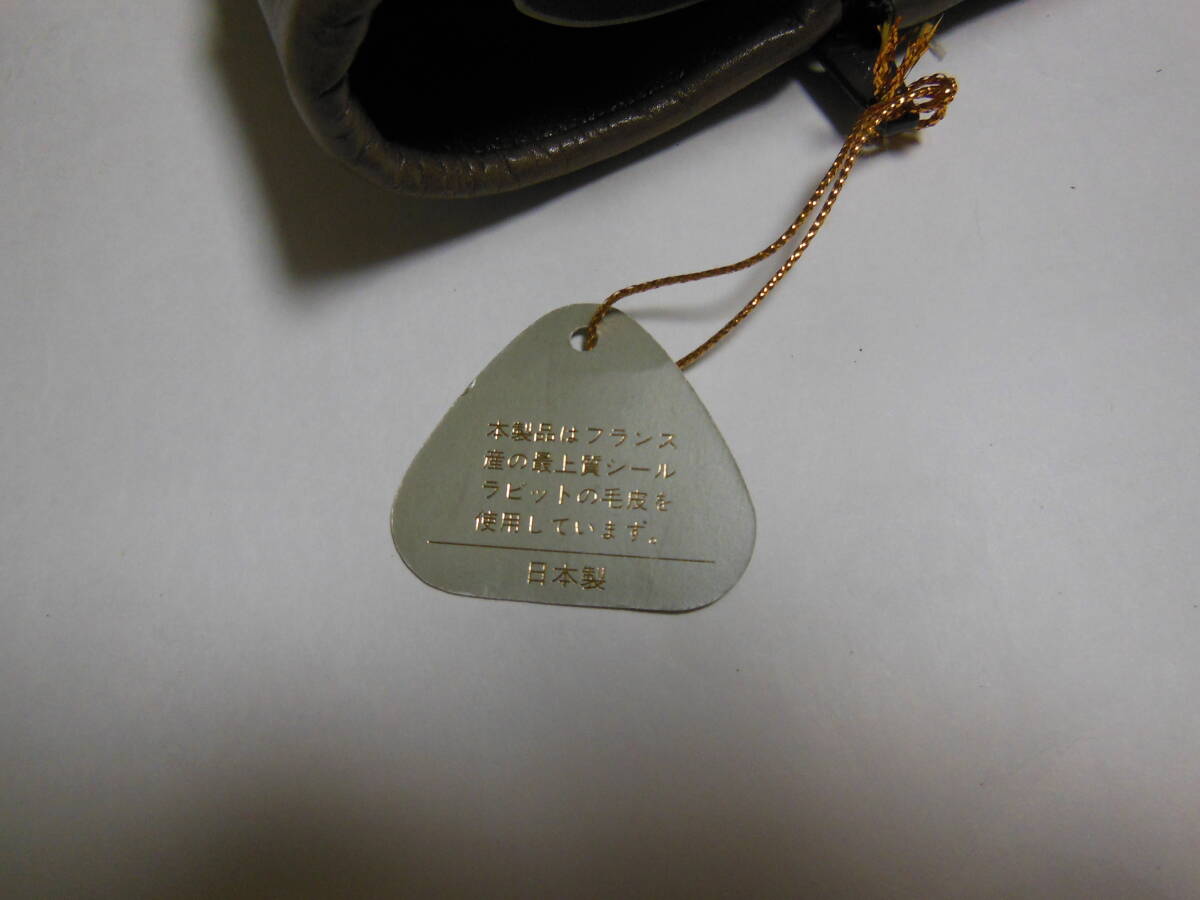 本製品はフランス
産の最上質シール
ラビットの毛皮を
使用しています。
日本製